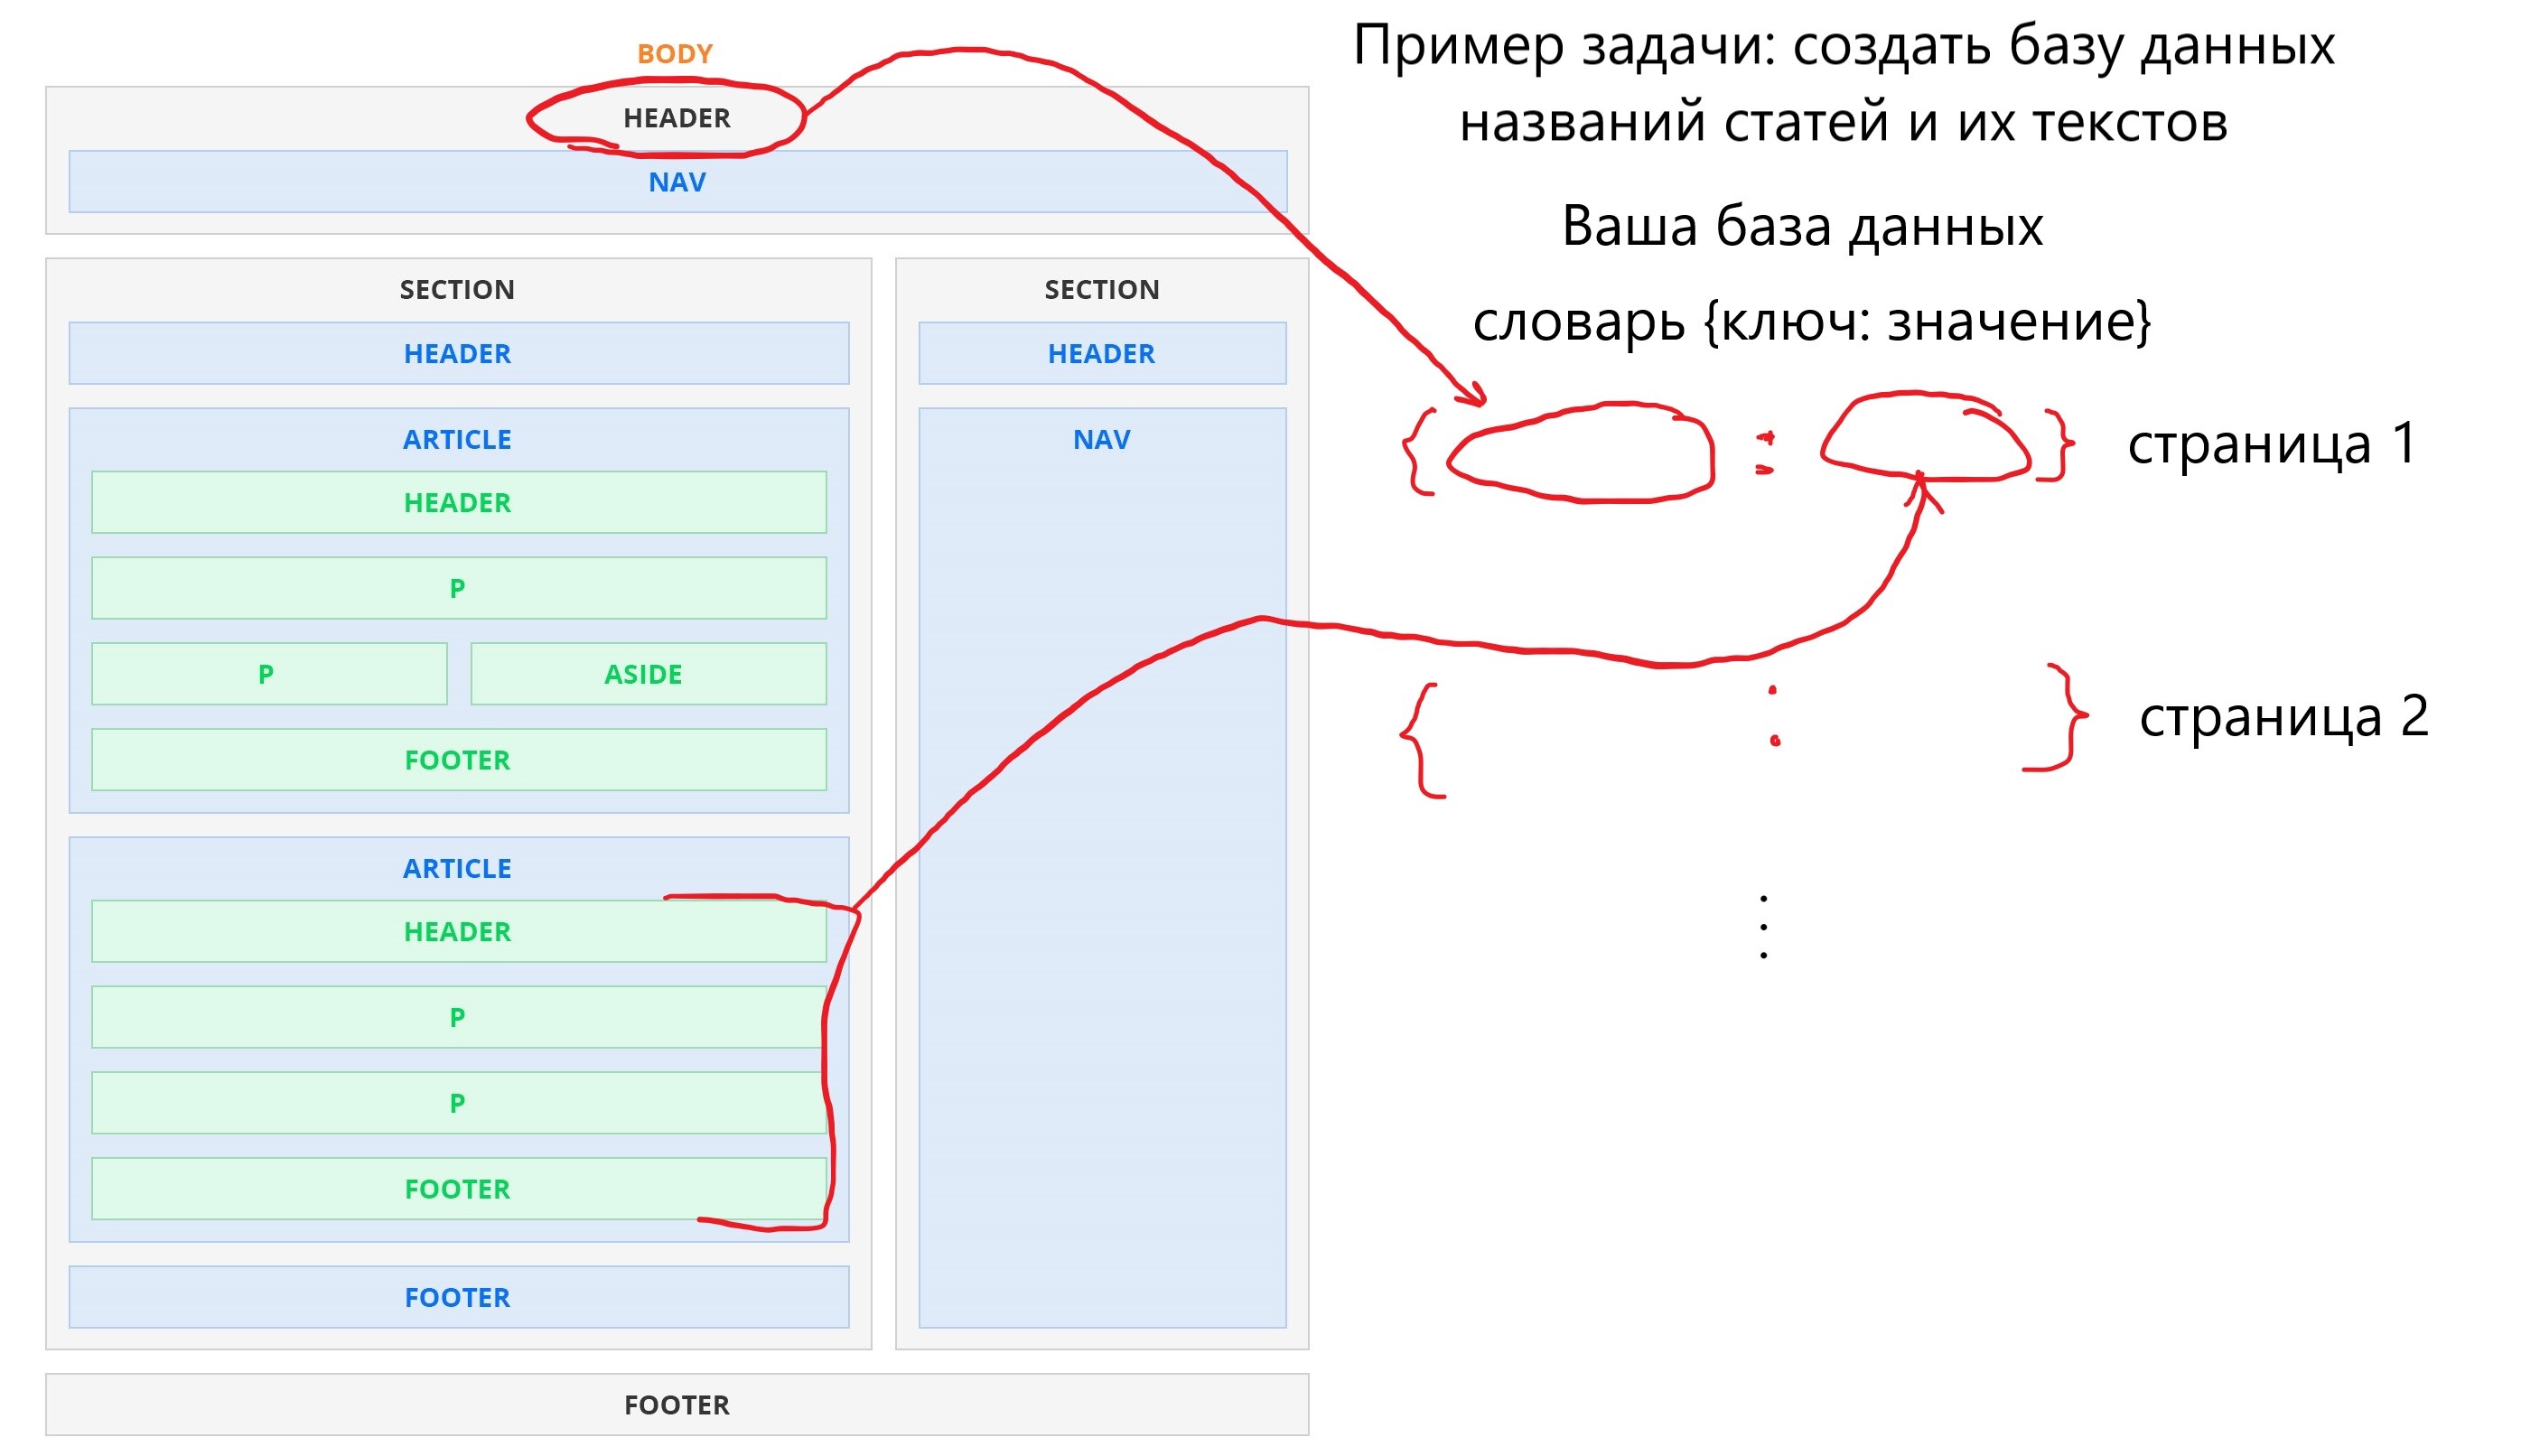 BODY
HEADER
NAV
SECTION
HEADER
ARTICLE
HEADER
P
P
ASIDE
FOOTER
ARTICLE
HEADER
P
P
FOOTER
FOOTER
SECTION
HEADER
NAV
FOOTER
Пример задачи: создать базу данных
названий статей и их текстов
Ваша база данных
словарь {ключ: значение}
{ : } страница 1
{ : } страница 2
⋮